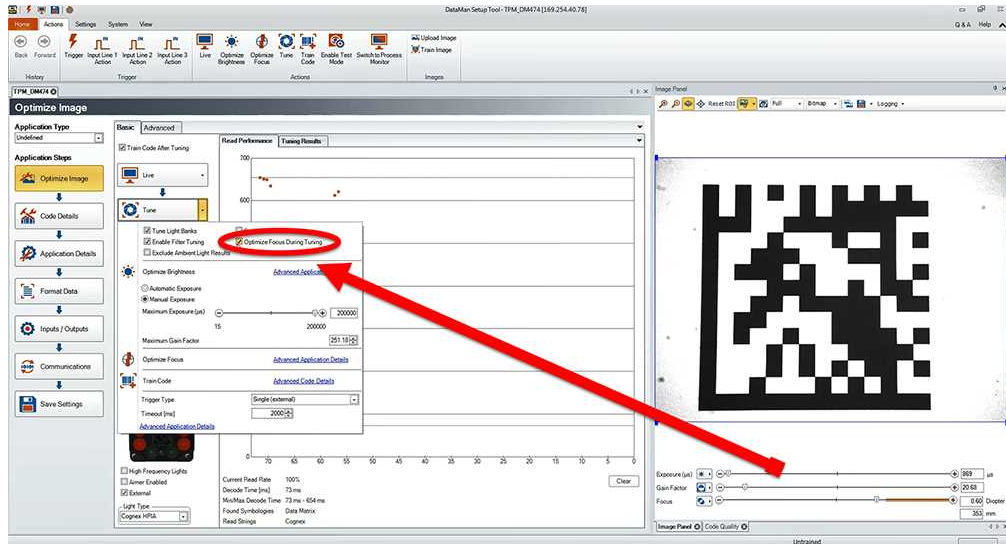 DataMan Setup Tool - TPM_DM474 [169.254.40.78]
Home Actions Settings System View Q & A Help
Back Forward Trigger Input Line 1 Action Input Line 2 Action Input Line 3 Action Live Optimize Brightness Optimize Focus Tune Train Code Enable Test Mode Switch to Process Monitor Upload Image
Train Image
History Trigger Actions Images
TPM_DM474
Image Panel
Optimize Image
Reset ROI Full Bitmap Logging
Application Type
Undefined
Application Steps
Optimize Image
Code Details
Application Details
Format Data
Inputs / Outputs
Communications
Save Settings
Basic Advanced
Train Code After Tuning
Live
Tune
Read Performance Tuning Results
700
600
Tune Light Banks
Enable Filter Tuning Optimize Focus During Tuning
Exclude Ambient Light Results
Optimize Brightness Advanced Applica
Automatic Exposure
Manual Exposure
Maximum Exposure (µs) 200000
15 200000
Maximum Gain Factor 251.18
Optimize Focus Advanced Application Details
Train Code Advanced Code Details
Trigger Type Single (external)
Timeout [ms] 2000
Advanced Application Details
0
70 65 60 55 50 45 40 35 30 25 20 15 10 5 0
High Frequency Lights
Aimer Enabled
External
Light Type
Cognex HPIA
Current Read Rate 100%
Decode Time [ms] 73 ms
Min/Max Decode Time 73 ms - 654 ms
Found Symbologies Data Matrix
Read Strings Cognex
Clear
Exposure (µs) 869 µs
Gain Factor 20.68
Focus 0.60 Diopter
353 mm
Image Panel Code Quality
Untrained